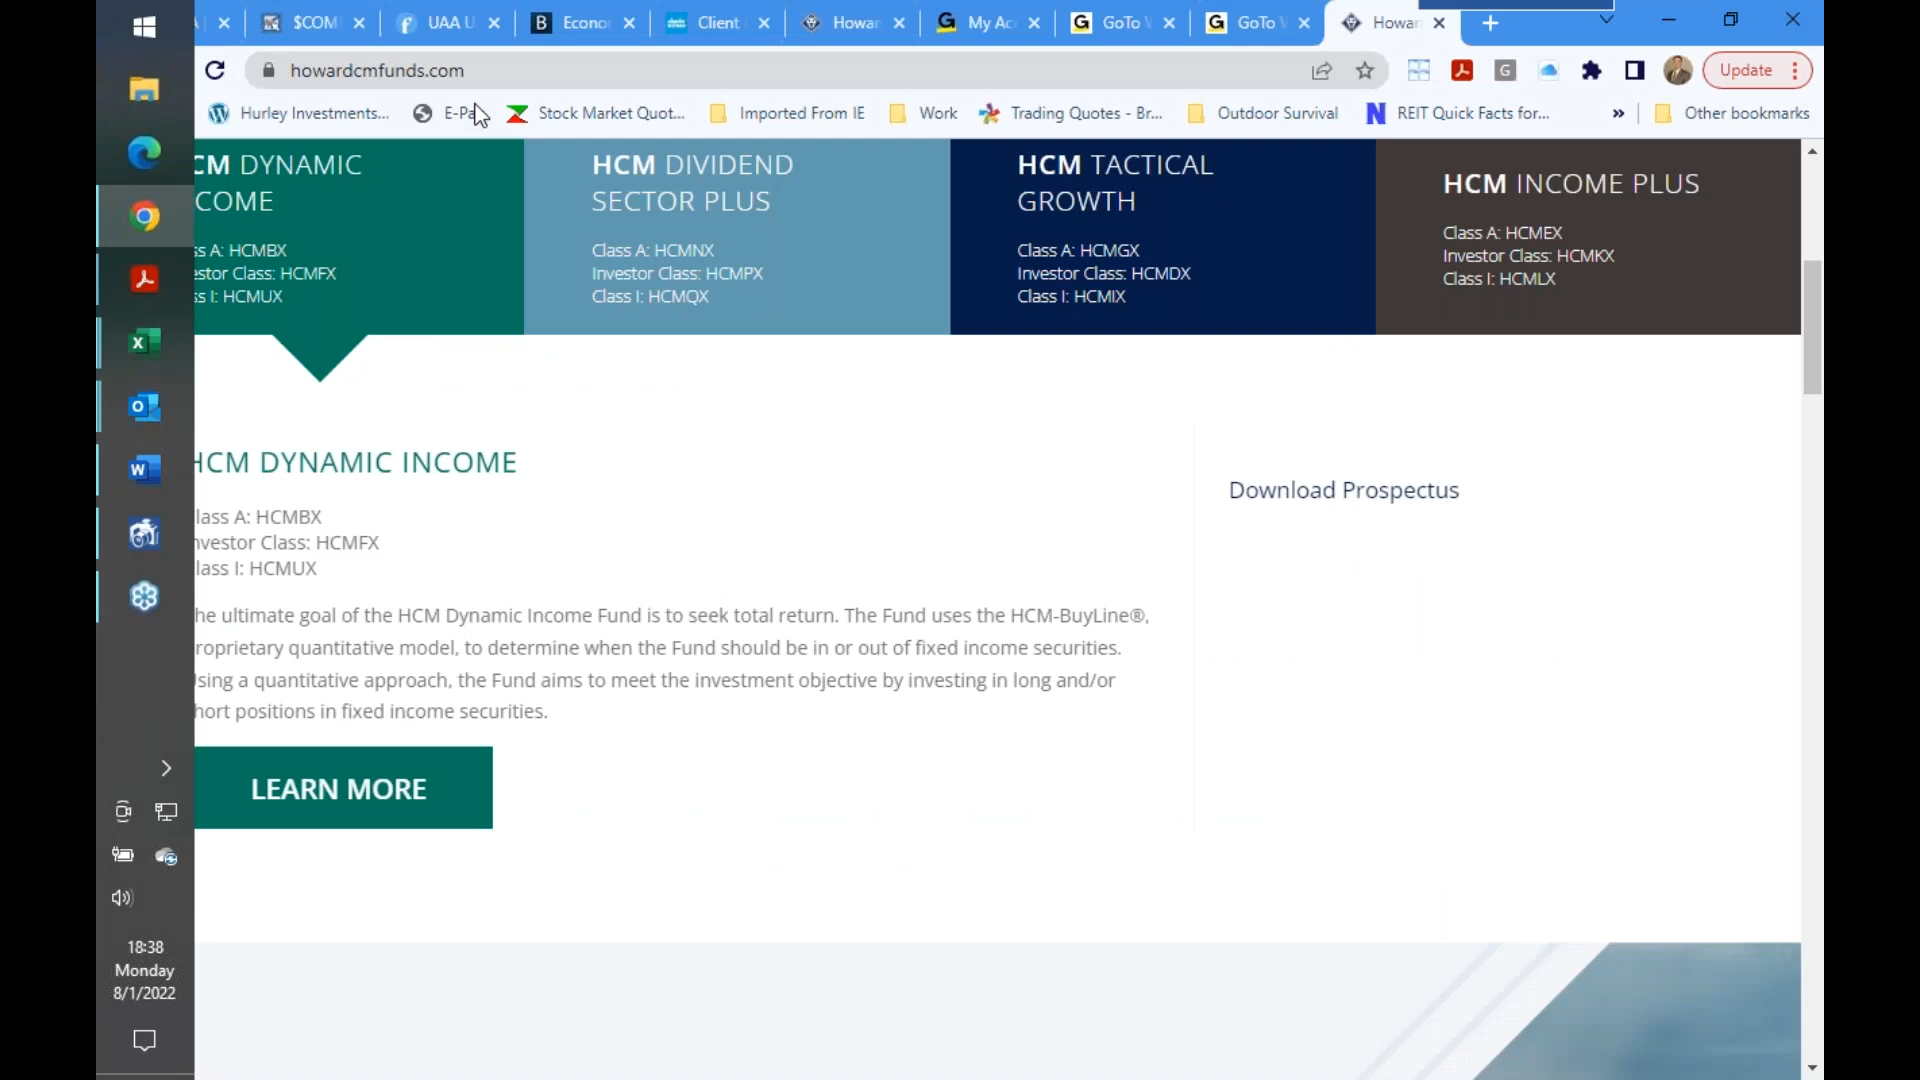 $COM
UAA U
Econo
Client
Howar
My Ac
GoTo
GoTo
Howar
howardcmfunds.com
Update
Hurley Investments...
E-Pa
Stock Market Quot...
Imported From IE
Work
Trading Quotes - Br...
Outdoor Survival
REIT Quick Facts for...
»
Other bookmarks
CM DYNAMIC
COME
ss A: HCMBX
estor Class: HCMFX
ss I: HCMUX
HCM DIVIDEND
SECTOR PLUS
Class A: HCMNX
Investor Class: HCMPX
Class I: HCMQX
HCM TACTICAL
GROWTH
Class A: HCMGX
Investor Class: HCMDX
Class I: HCMIX
HCM INCOME PLUS
Class A: HCMEX
Investor Class: HCMKX
Class I: HCMLX
HCM DYNAMIC INCOME
lass A: HCMBX
nvestor Class: HCMFX
lass I: HCMUX
he ultimate goal of the HCM Dynamic Income Fund is to seek total return. The Fund uses the HCM-BuyLine®,
roprietary quantitative model, to determine when the Fund should be in or out of fixed income securities.
sing a quantitative approach, the Fund aims to meet the investment objective by investing in long and/or
hort positions in fixed income securities.
LEARN MORE
Download Prospectus
18:38
Monday
8/1/2022